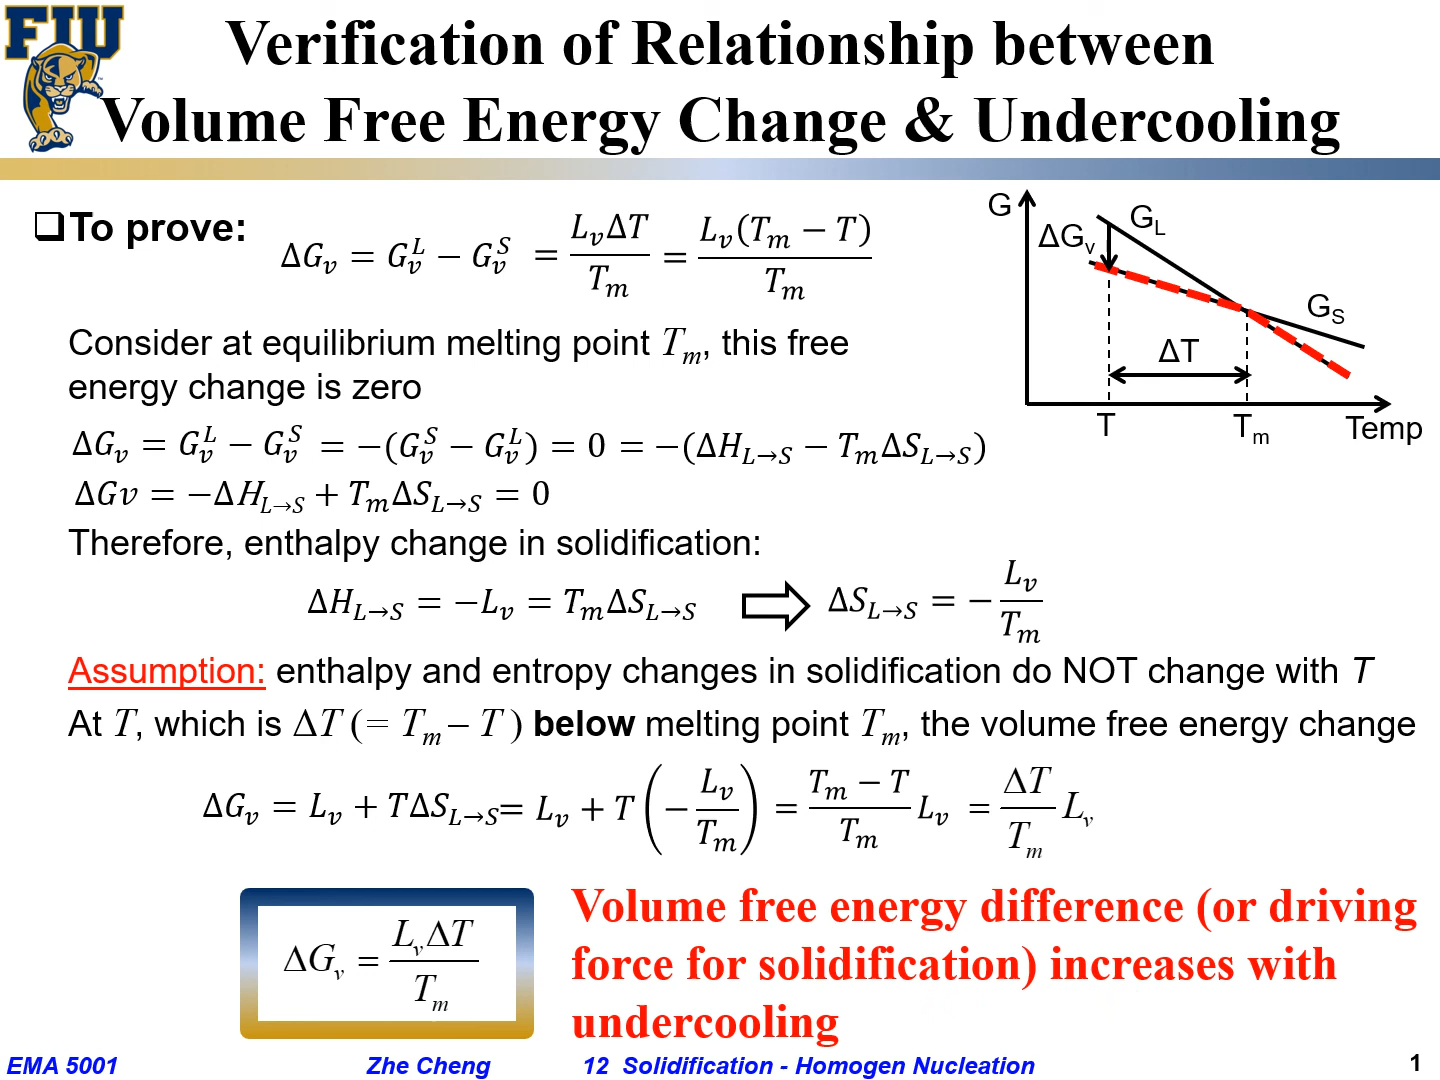 FIU
Verification of Relationship between
Volume Free Energy Change & Undercooling
❑To prove: ΔG_v = G_v^L − G_v^S = L_vΔT / T_m = L_v(T_m − T) / T_m
G
G_L
ΔG_v
G_S
ΔT
T
T_m
Temp
Consider at equilibrium melting point T_m, this free
energy change is zero
ΔG_v = G_v^L − G_v^S = −(G_v^S − G_v^L) = 0 = −(ΔH_{L→S} − T_mΔS_{L→S})
ΔGv = −ΔH_{L→S} + T_mΔS_{L→S} = 0
Therefore, enthalpy change in solidification:
ΔH_{L→S} = −L_v = T_mΔS_{L→S} ⇨ ΔS_{L→S} = − L_v / T_m
Assumption: enthalpy and entropy changes in solidification do NOT change with T
At T, which is ΔT (= T_m – T ) below melting point T_m, the volume free energy change
ΔG_v = L_v + TΔS_{L→S} = L_v + T (− L_v / T_m) = (T_m − T) / T_m L_v = ΔT / T_m L_v
ΔG_v = L_vΔT / T_m
Volume free energy difference (or driving
force for solidification) increases with
undercooling
EMA 5001 Zhe Cheng 12 Solidification - Homogen Nucleation 1